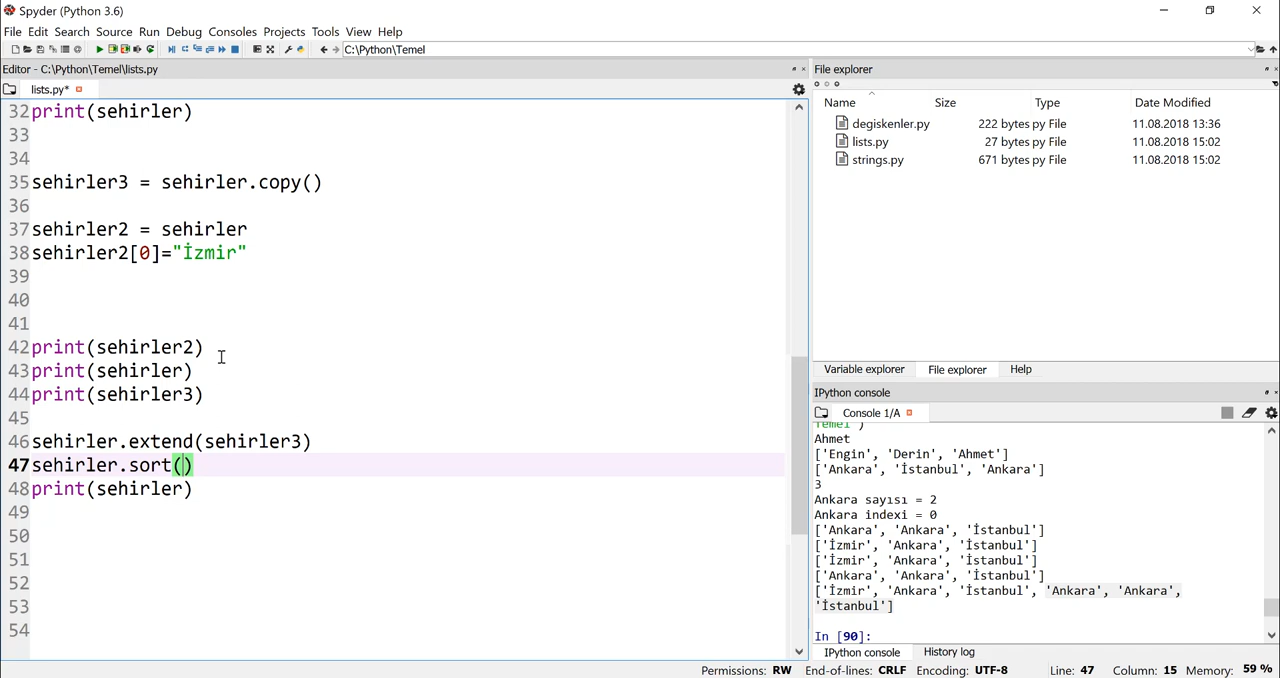 Spyder (Python 3.6)
File Edit Search Source Run Debug Consoles Projects Tools View Help
C:\Python\Temel
Editor - C:\Python\Temel\lists.py
lists.py*
32 print(sehirler)
33
34
35 sehirler3 = sehirler.copy()
36
37 sehirler2 = sehirler
38 sehirler2[0]="İzmir"
39
40
41
42 print(sehirler2)
43 print(sehirler)
44 print(sehirler3)
45
46 sehirler.extend(sehirler3)
47 sehirler.sort()
48 print(sehirler)
49
50
51
52
53
54
File explorer
Name Size Type Date Modified
degiskenler.py 222 bytes py File 11.08.2018 13:36
lists.py 27 bytes py File 11.08.2018 15:02
strings.py 671 bytes py File 11.08.2018 15:02
Variable explorer File explorer Help
IPython console
Console 1/A
Temel')
Ahmet
['Engin', 'Derin', 'Ahmet']
['Ankara', 'İstanbul', 'Ankara']
3
Ankara sayısı = 2
Ankara indexi = 0
['Ankara', 'Ankara', 'İstanbul']
['İzmir', 'Ankara', 'İstanbul']
['İzmir', 'Ankara', 'İstanbul']
['Ankara', 'Ankara', 'İstanbul']
['İzmir', 'Ankara', 'İstanbul', 'Ankara', 'Ankara',
'İstanbul']
In [90]:
IPython console History log
Permissions: RW End-of-lines: CRLF Encoding: UTF-8 Line: 47 Column: 15 Memory: 59 %